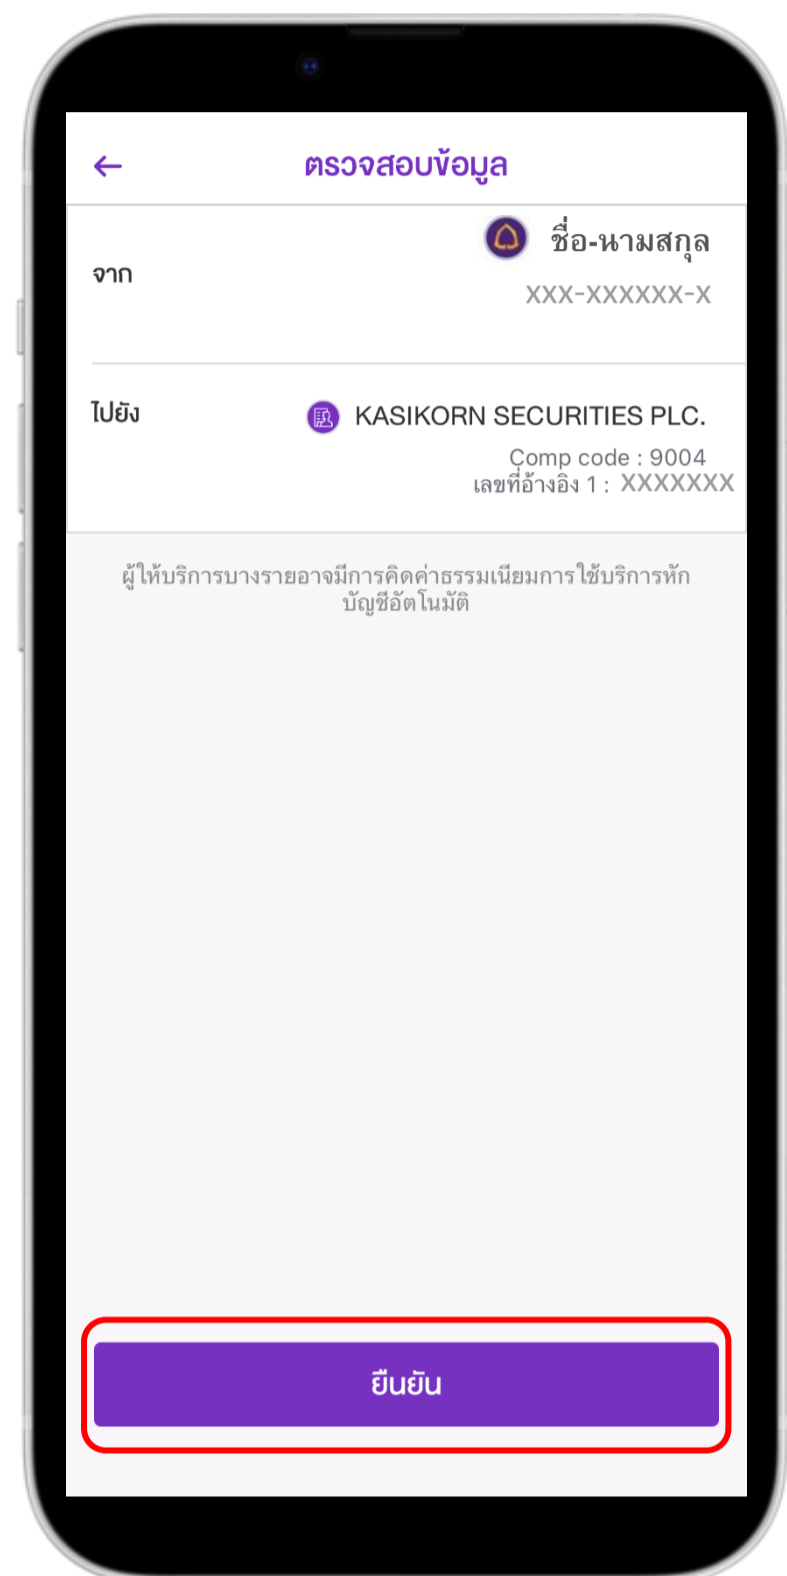 ตรวจสอบข้อมูล
ชื่อ-นามสกุล
จาก
xxx-xxxxxx-x
ไปยัง
KASIKORN SECURITIES PLC.
Comp code : 9004
เลขที่อ้างอิง 1 : XXXXXXX
ผู้ให้บริการบางรายอาจมีการคิดค่าธรรมเนียมการใช้บริการหัก
บัญชีอัตโนมัติ
ยืนยัน